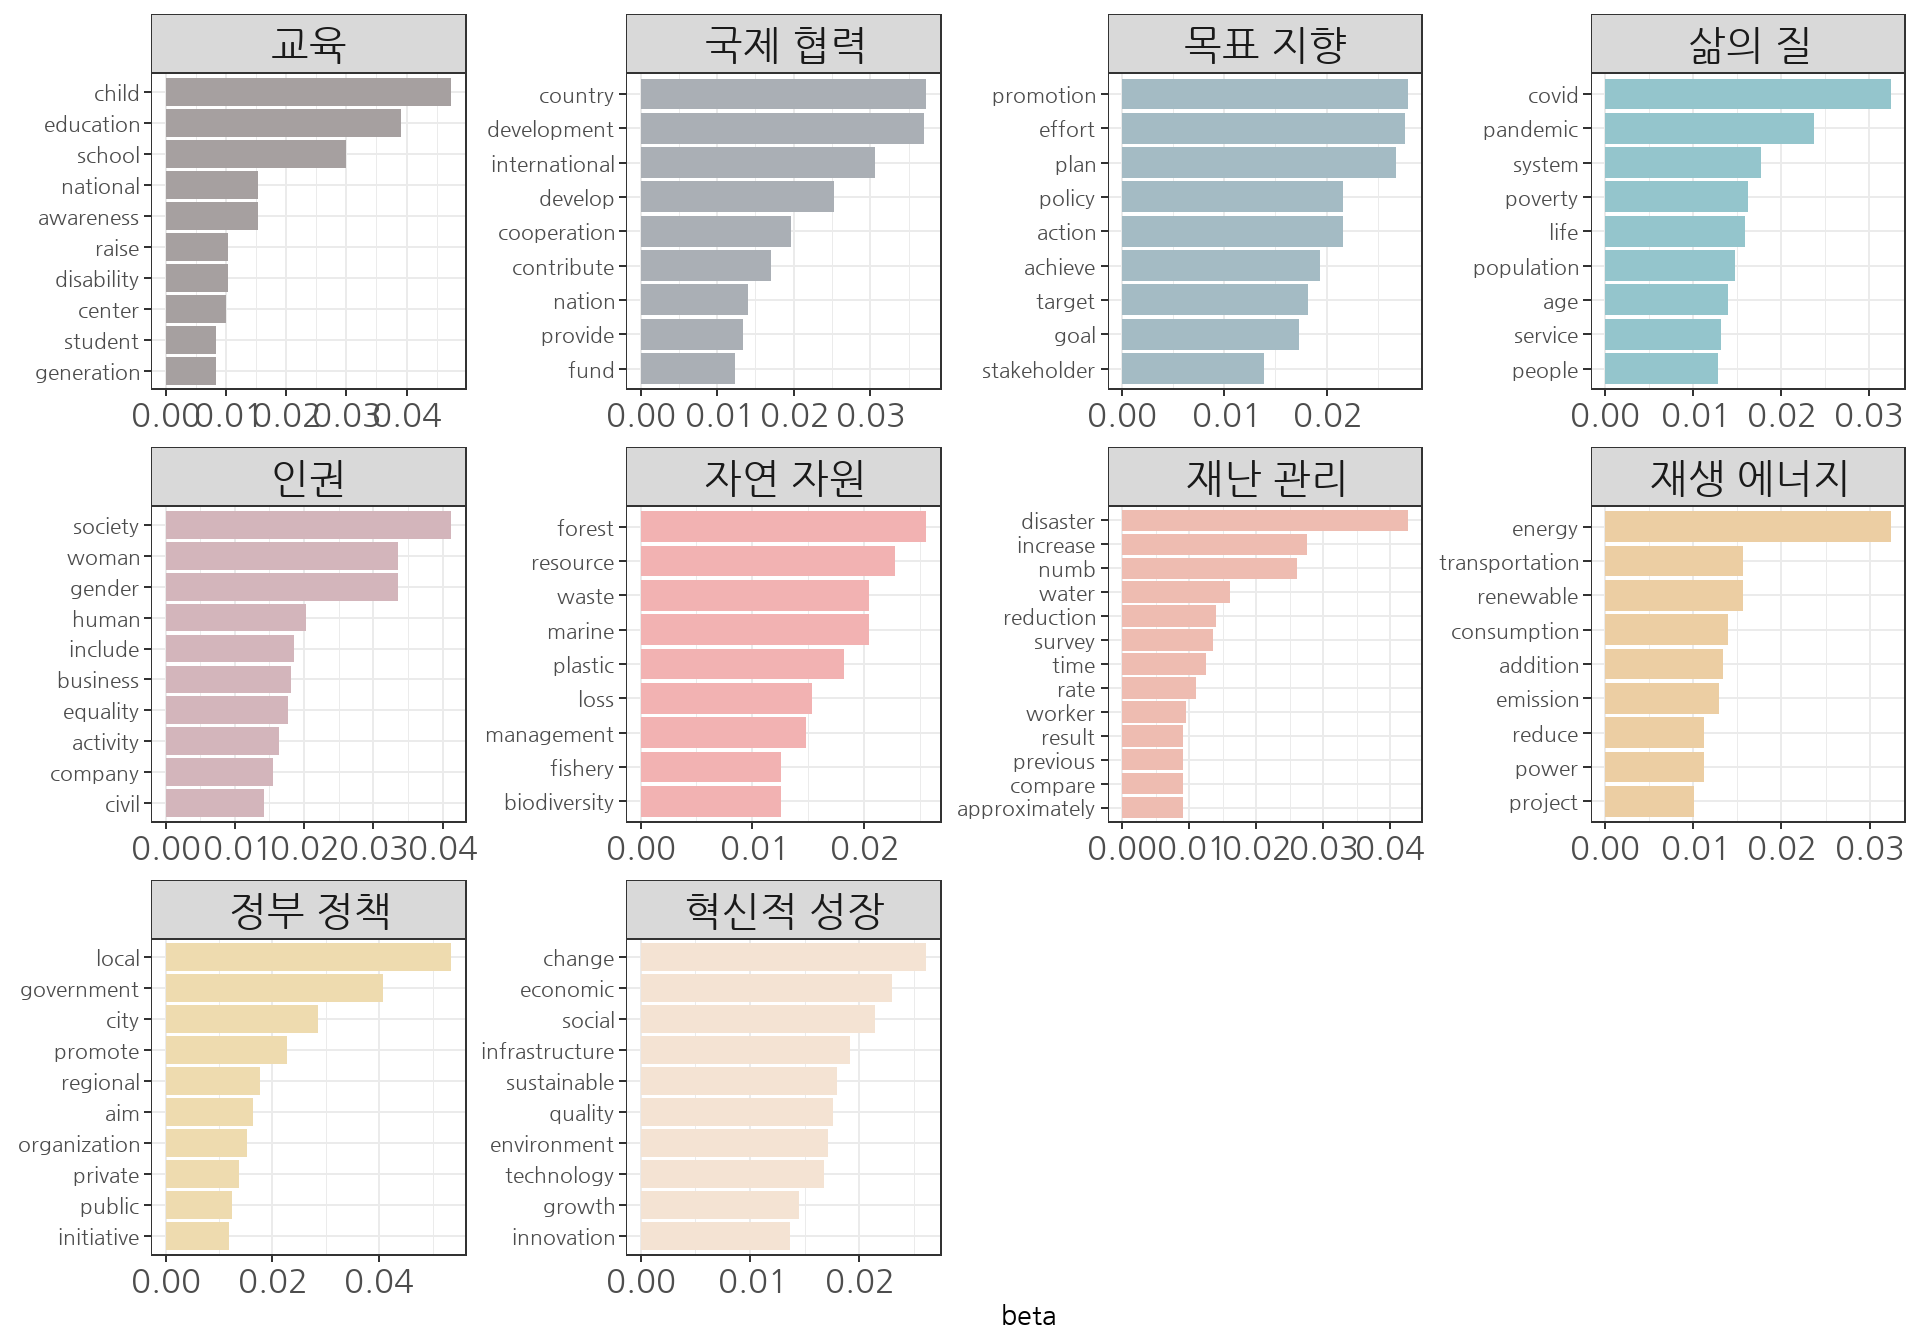 교육
child
education
school
national
awareness
raise
disability
center
student
generation
0.00 0.01 0.02 0.03 0.04
국제 협력
country
development
international
develop
cooperation
contribute
nation
provide
fund
0.00 0.01 0.02 0.03
목표 지향
promotion
effort
plan
policy
action
achieve
target
goal
stakeholder
0.00 0.01 0.02
삶의 질
covid
pandemic
system
poverty
life
population
age
service
people
0.00 0.01 0.02 0.03
인권
society
woman
gender
human
include
business
equality
activity
company
civil
0.00 0.01 0.02 0.03 0.04
자연 자원
forest
resource
waste
marine
plastic
loss
management
fishery
biodiversity
0.00 0.01 0.02
재난 관리
disaster
increase
numb
water
reduction
survey
time
rate
worker
result
previous
compare
approximately
0.00 0.01 0.02 0.03 0.04
재생 에너지
energy
transportation
renewable
consumption
addition
emission
reduce
power
project
0.00 0.01 0.02 0.03
정부 정책
local
government
city
promote
regional
aim
organization
private
public
initiative
0.00 0.02 0.04
혁신적 성장
change
economic
social
infrastructure
sustainable
quality
environment
technology
growth
innovation
0.00 0.01 0.02
beta